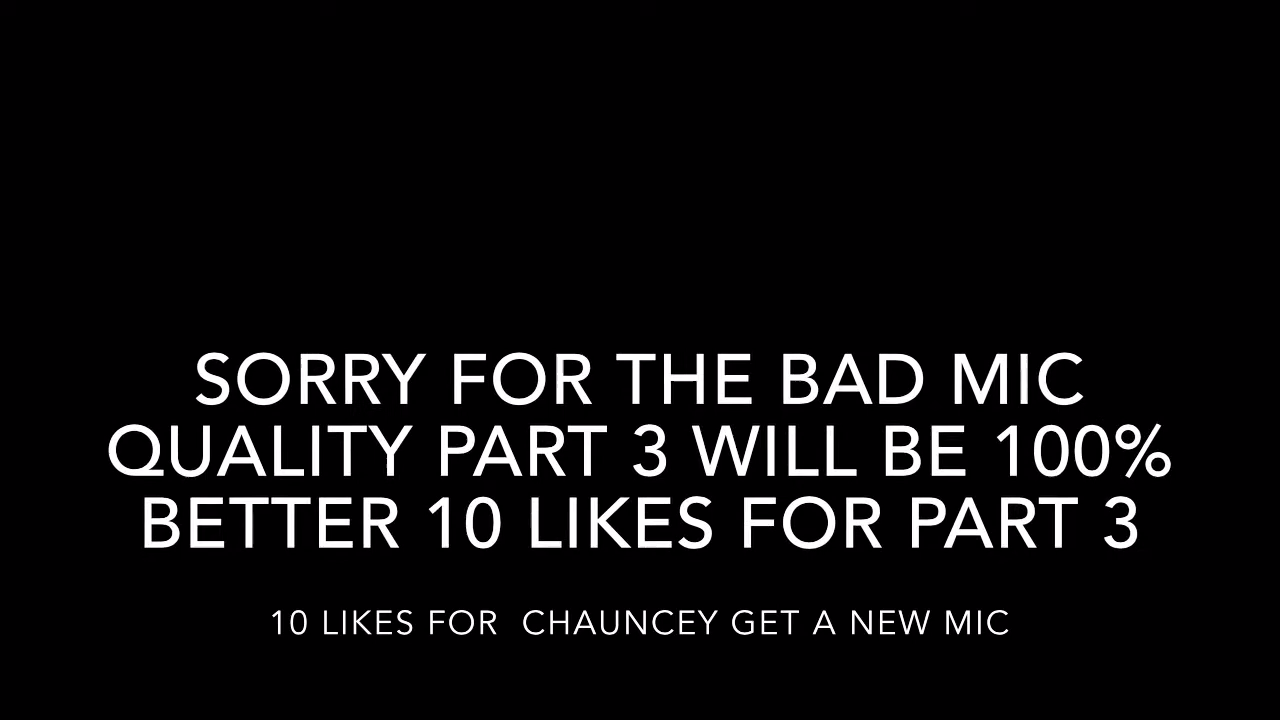 SORRY FOR THE BAD MIC
QUALITY PART 3 WILL BE 100%
BETTER 10 LIKES FOR PART 3
10 LIKES FOR  CHAUNCEY GET A NEW MIC